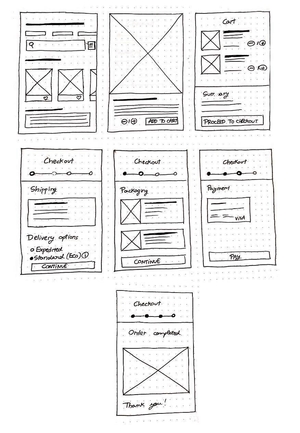 ADD TO CART
Cart
Summary
PROCEED TO CHECKOUT
Checkout
Shipping
Delivery options
Expedited
Standard (Eco)
CONTINUE
Checkout
Packaging
CONTINUE
Checkout
Payment
VISA
PAY
Checkout
Order completed
Thank you!